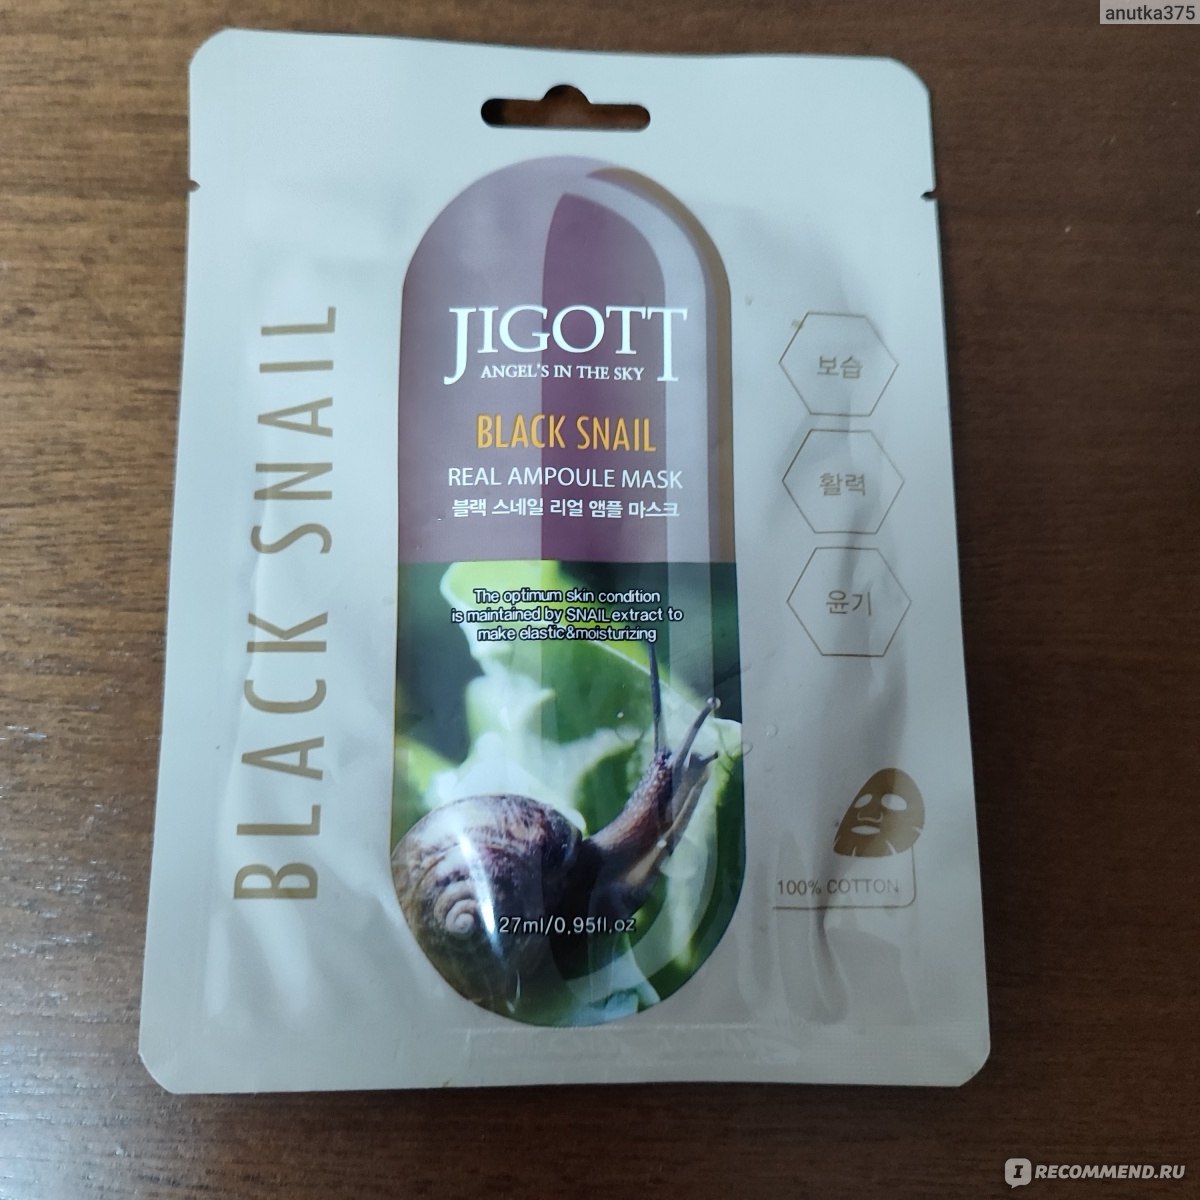 anutka375
BLACK SNAIL
JIGOTT
ANGEL'S IN THE SKY
BLACK SNAIL
REAL AMPOULE MASK
블랙 스네일 리얼 앰플 마스크
The optimum skin condition
is maintained by SNAIL extract to
make elastic&moisturizing
27ml/0.95fl.oz
보습
활력
윤기
100% COTTON
RECOMMEND.RU